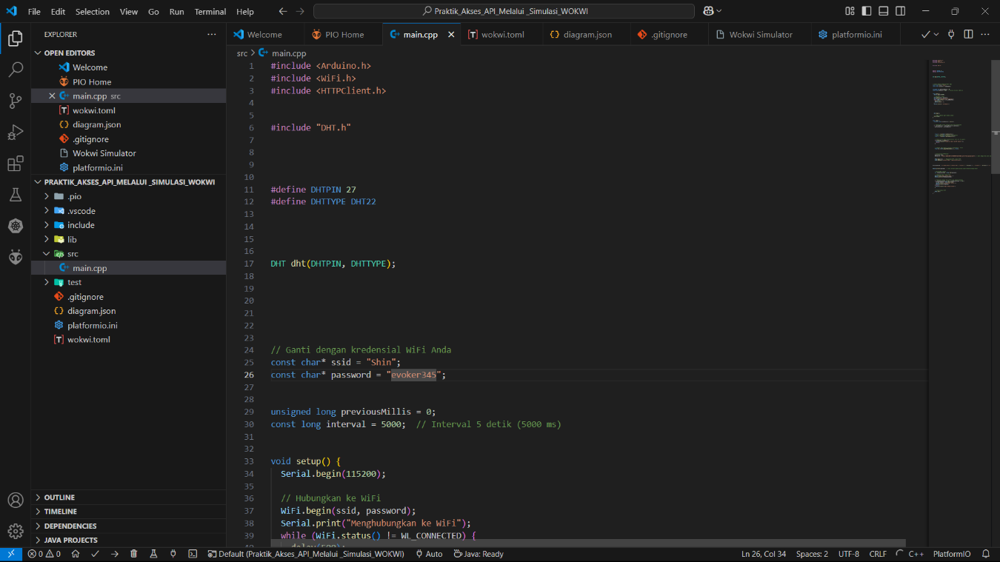 File Edit Selection View Go Run Terminal Help
Praktik_Akses_API_Melalui _Simulasi_WOKWI
EXPLORER
OPEN EDITORS
Welcome
PIO Home
main.cpp src
wokwi.toml
diagram.json
.gitignore
Wokwi Simulator
platformio.ini
PRAKTIK_AKSES_API_MELALUI _SIMULASI_WOKWI
.pio
.vscode
include
lib
src
main.cpp
test
.gitignore
diagram.json
platformio.ini
wokwi.toml
OUTLINE
TIMELINE
DEPENDENCIES
JAVA PROJECTS
Welcome PIO Home main.cpp wokwi.toml diagram.json .gitignore Wokwi Simulator platformio.ini
src > main.cpp
1 #include <Arduino.h>
2 #include <WiFi.h>
3 #include <HTTPClient.h>
4
5
6 #include "DHT.h"
7
8
9
10
11 #define DHTPIN 27
12 #define DHTTYPE DHT22
13
14
15
16
17 DHT dht(DHTPIN, DHTTYPE);
18
19
20
21
22
23
24 // Ganti dengan kredensial WiFi Anda
25 const char* ssid = "Shin";
26 const char* password = "evoker345";
27
28
29 unsigned long previousMillis = 0;
30 const long interval = 5000;  // Interval 5 detik (5000 ms)
31
32
33 void setup() {
34 Serial.begin(115200);
35
36 // Hubungkan ke WiFi
37 WiFi.begin(ssid, password);
38 Serial.print("Menghubungkan ke WiFi");
39 while (WiFi.status() != WL_CONNECTED) {
0 0 Default (Praktik_Akses_API_Melalui _Simulasi_WOKWI) Auto Java: Ready Ln 26, Col 34 Spaces: 2 UTF-8 CRLF C++ PlatformIO